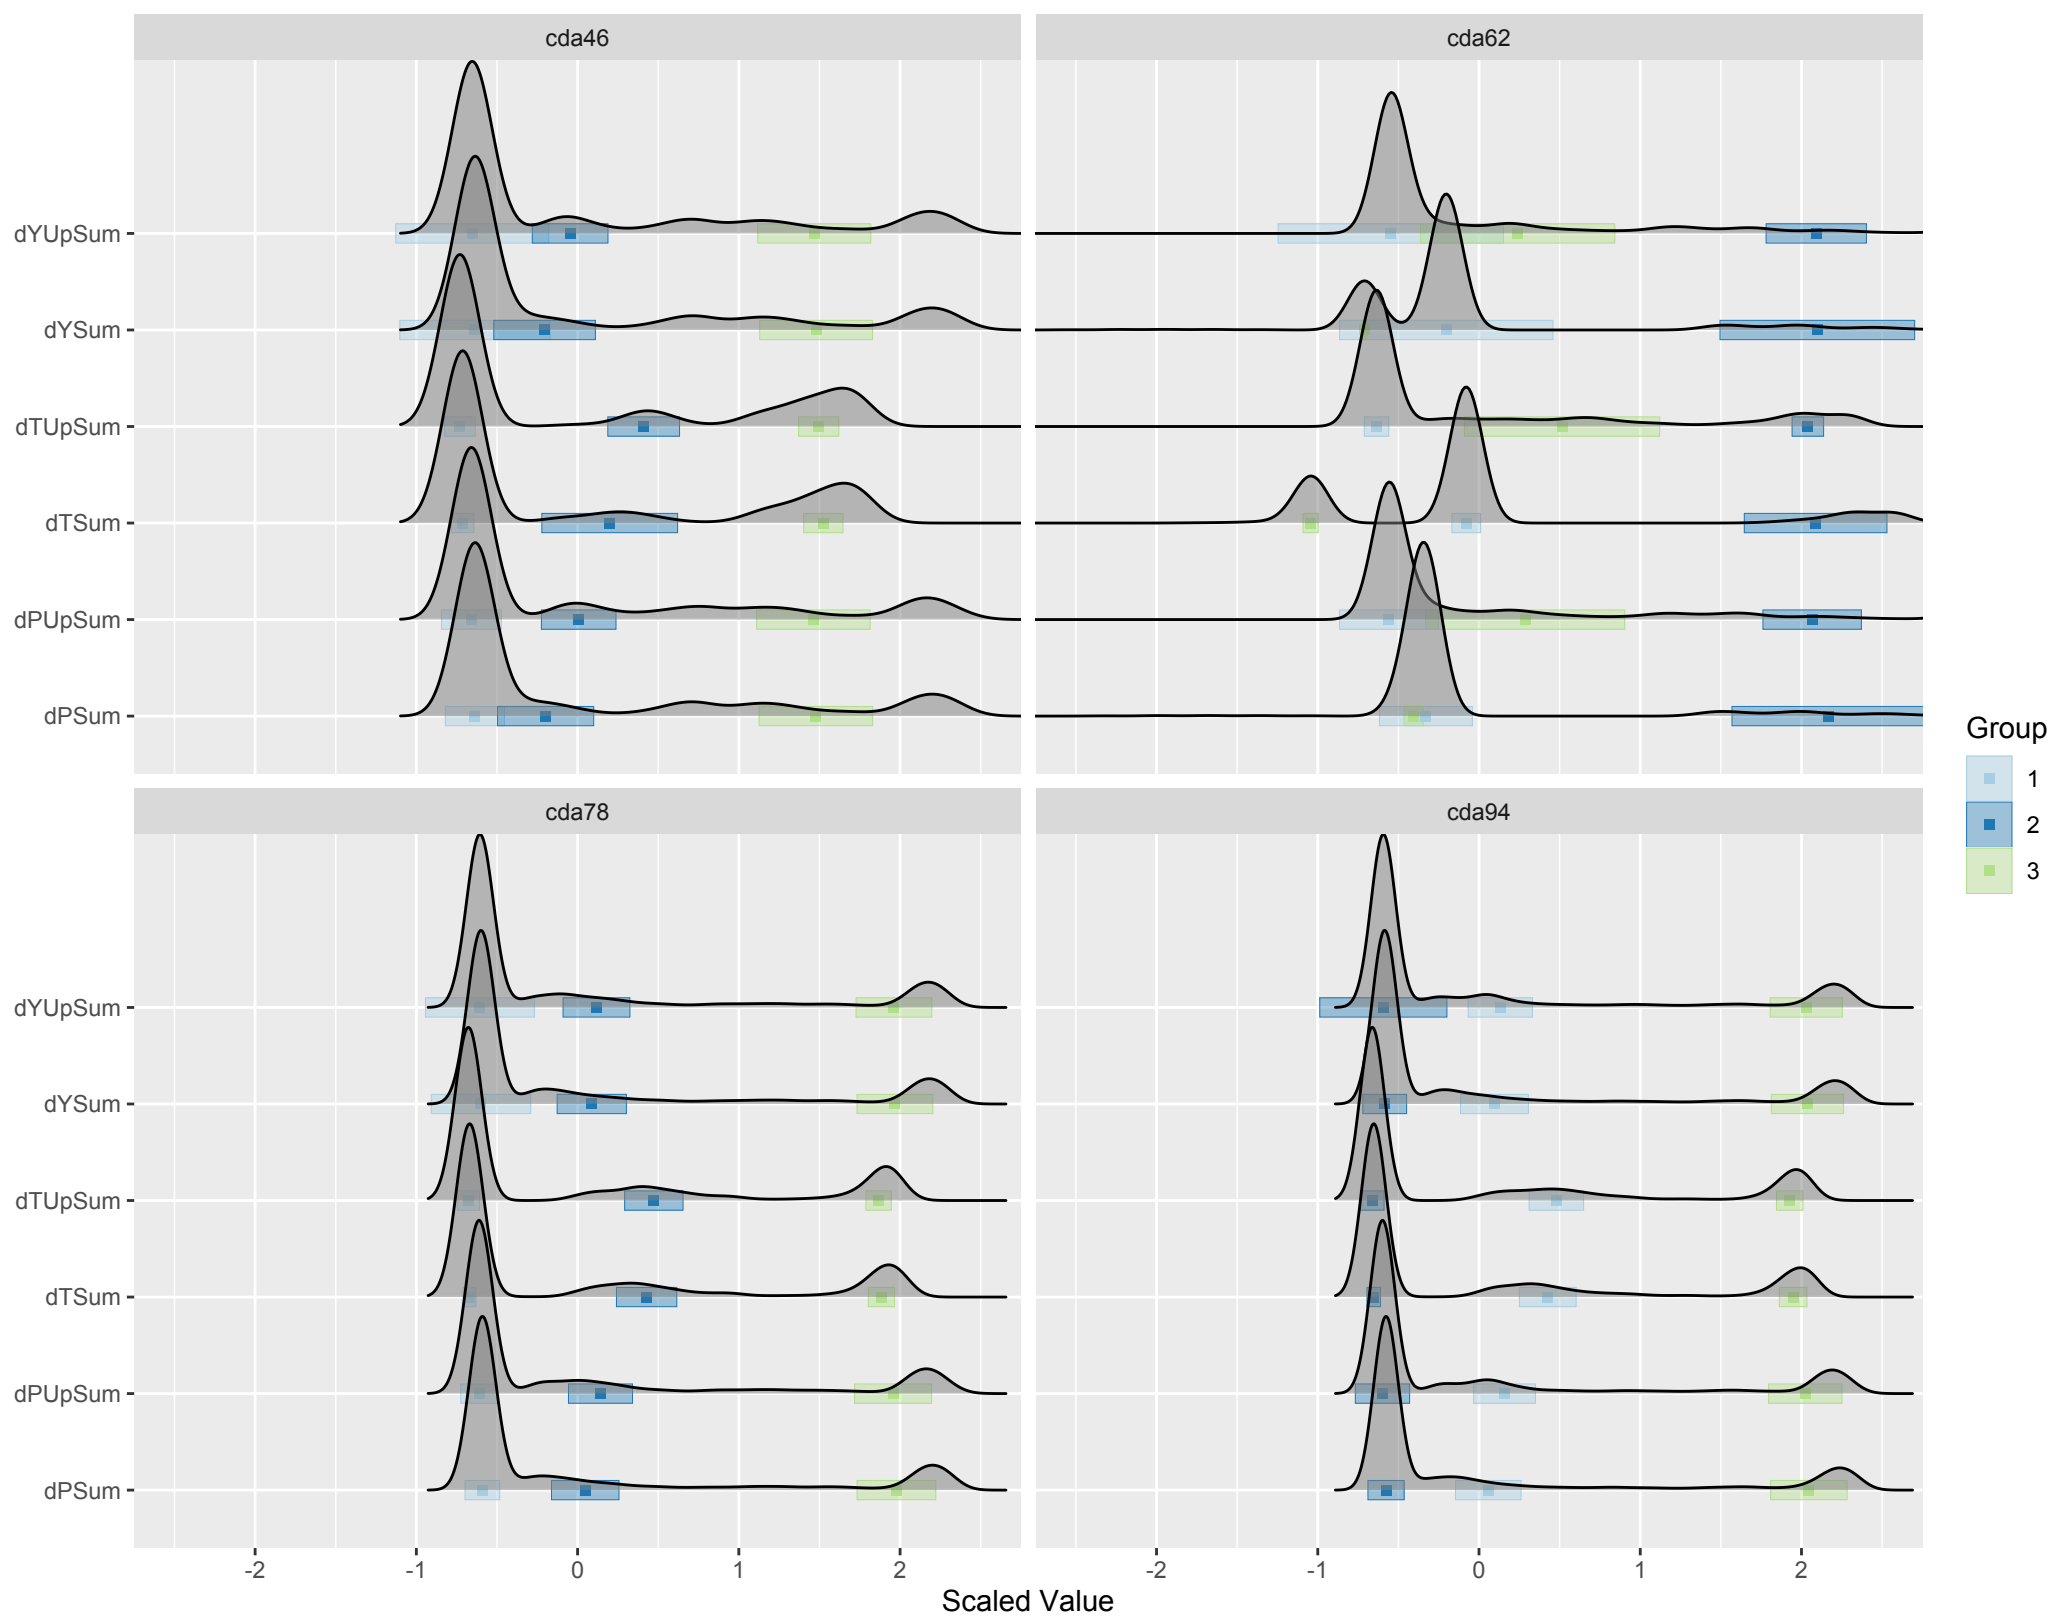 cda46
cda62
dYUpSum
dYSum
dTUpSum
dTSum
dPUpSum
dPSum
cda78
cda94
dYUpSum
dYSum
dTUpSum
dTSum
dPUpSum
dPSum
-2 -1 0 1 2
-2 -1 0 1 2
Scaled Value
Group
1
2
3